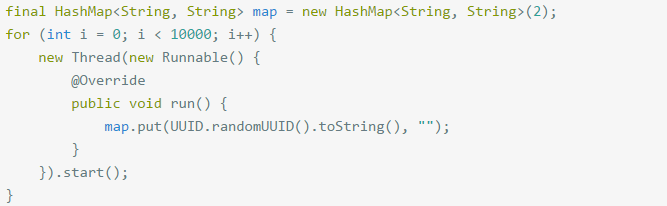 final HashMap<String, String> map = new HashMap<String, String>(2);
for (int i = 0; i < 10000; i++) {
    new Thread(new Runnable() {
        @Override
        public void run() {
            map.put(UUID.randomUUID().toString(), "");
        }
    }).start();
}